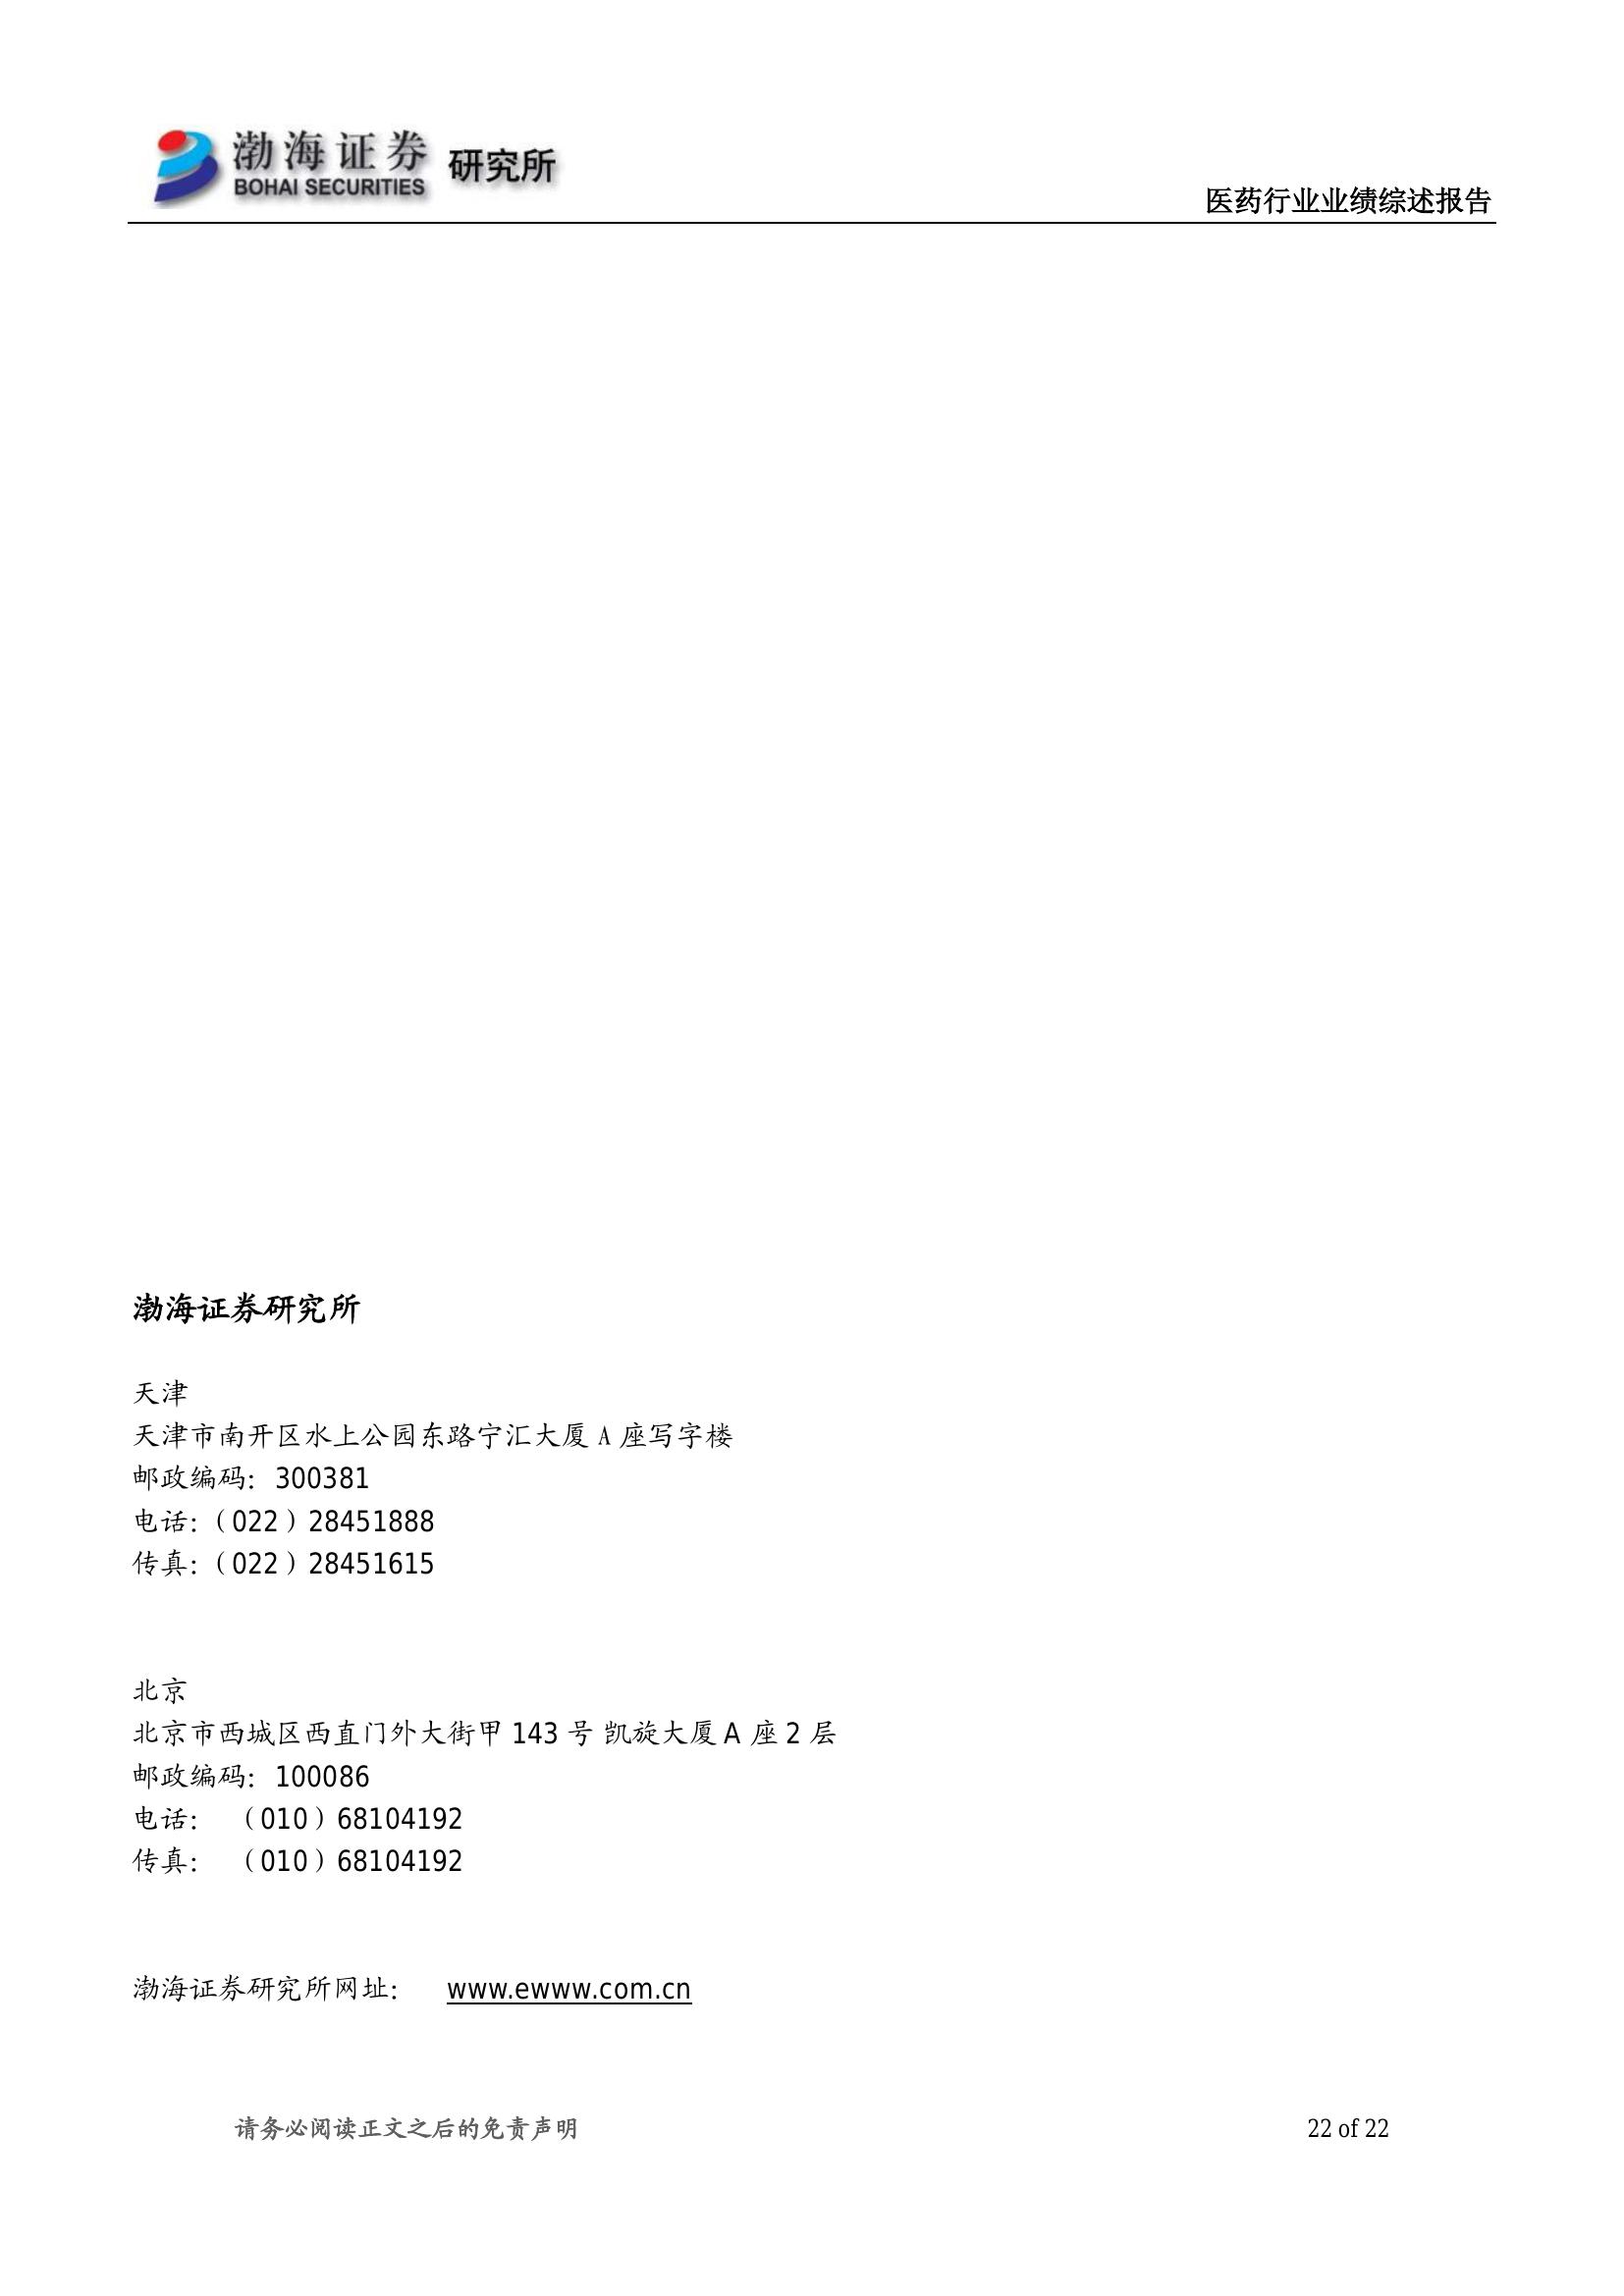 渤海证券 研究所
BOHAI SECURITIES
医药行业业绩综述报告
渤海证券研究所
天津
天津市南开区水上公园东路宁汇大厦 A 座写字楼
邮政编码：300381
电话：（022）28451888
传真：（022）28451615
北京
北京市西城区西直门外大街甲 143 号 凯旋大厦 A 座 2 层
邮政编码：100086
电话： （010）68104192
传真： （010）68104192
渤海证券研究所网址： www.ewww.com.cn
请务必阅读正文之后的免责声明
22 of 22